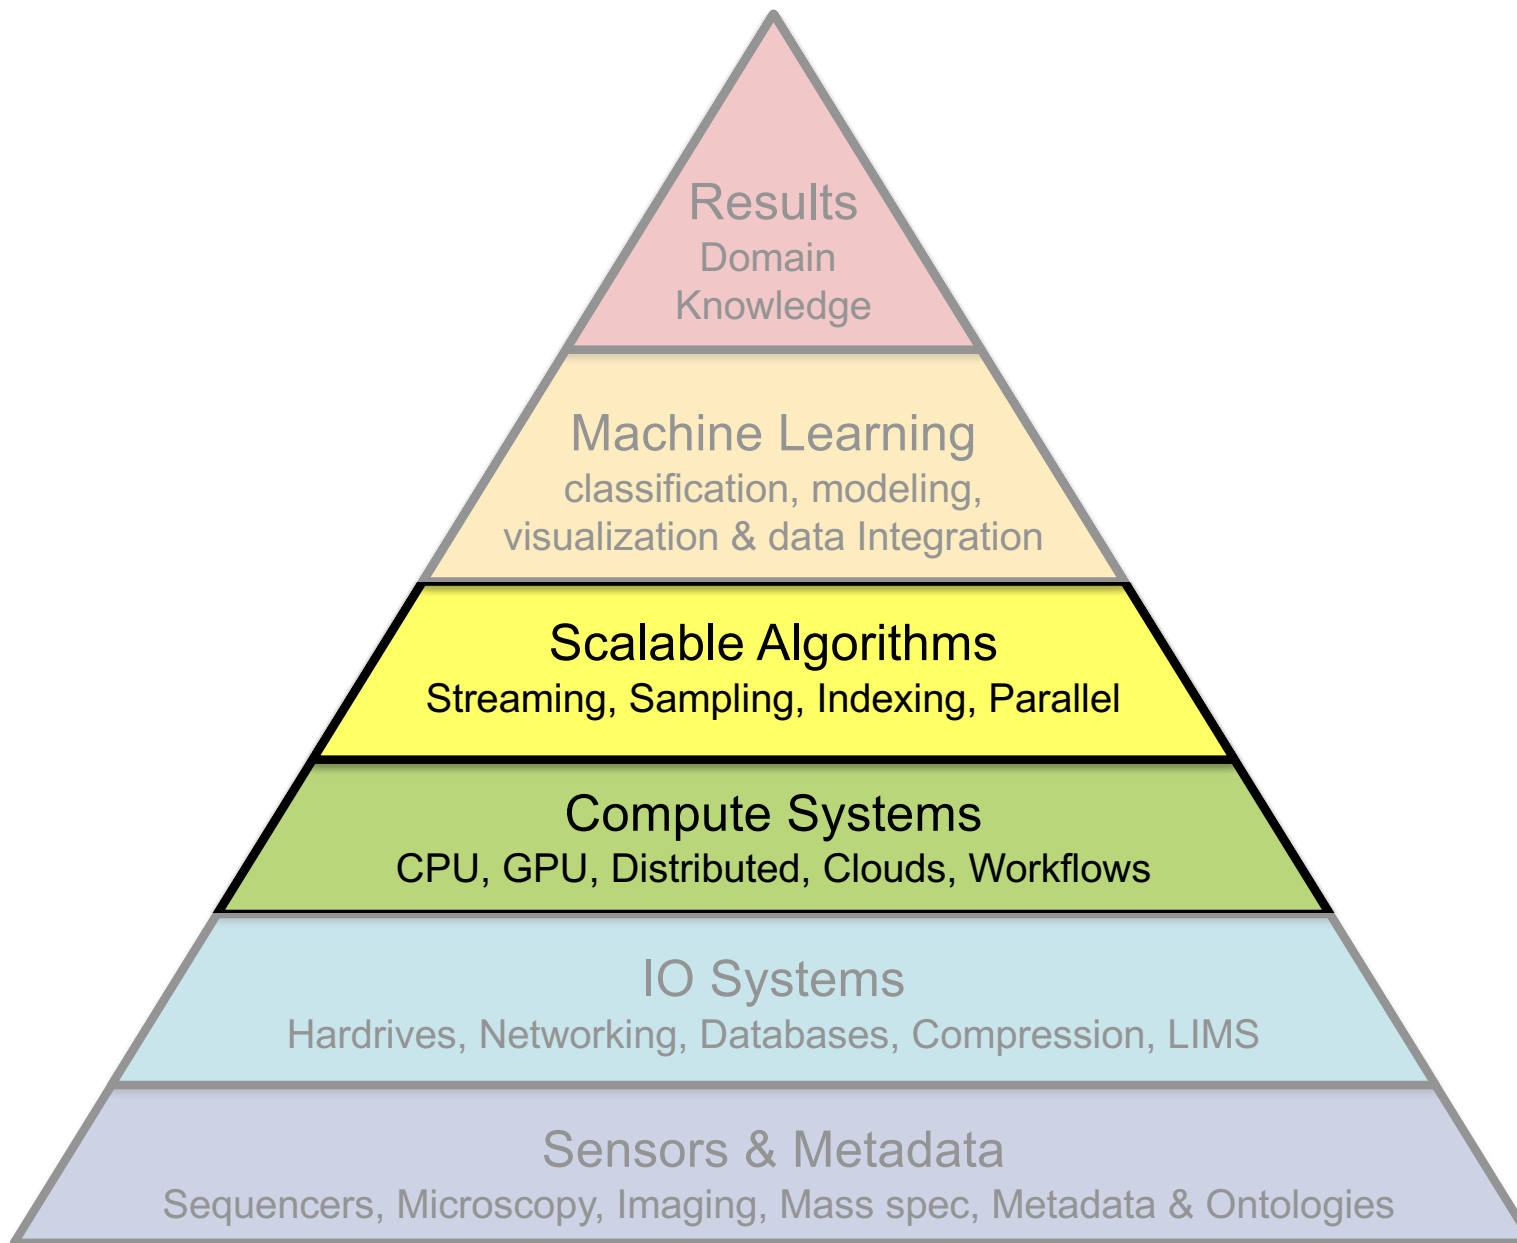 Results
Domain
Knowledge
Machine Learning
classification, modeling,
visualization & data Integration
Scalable Algorithms
Streaming, Sampling, Indexing, Parallel
Compute Systems
CPU, GPU, Distributed, Clouds, Workflows
IO Systems
Hardrives, Networking, Databases, Compression, LIMS
Sensors & Metadata
Sequencers, Microscopy, Imaging, Mass spec, Metadata & Ontologies